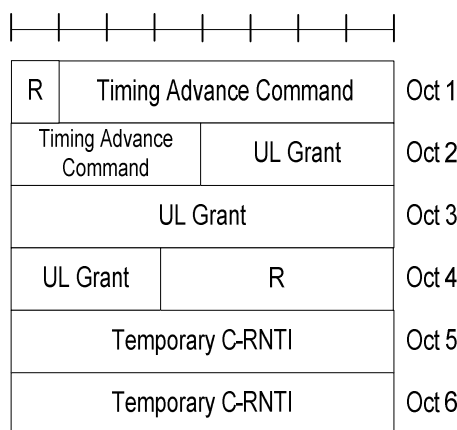 R Timing Advance Command Oct 1
Timing Advance
Command UL Grant Oct 2
UL Grant Oct 3
UL Grant R Oct 4
Temporary C-RNTI Oct 5
Temporary C-RNTI Oct 6